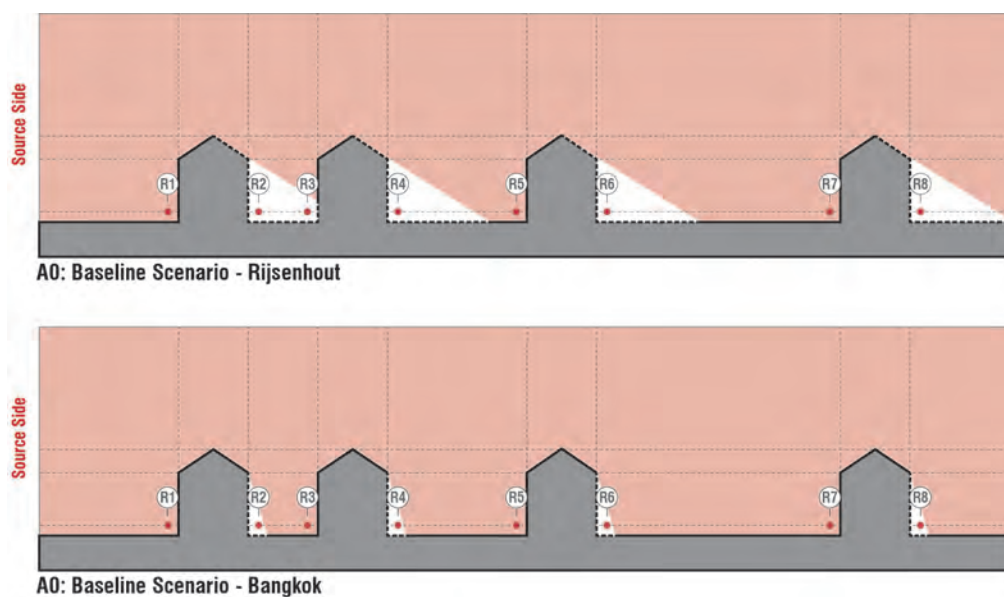 Source Side
R1 R2 R3 R4 R5 R6 R7 R8
A0: Baseline Scenario - Rijsenhout
Source Side
R1 R2 R3 R4 R5 R6 R7 R8
A0: Baseline Scenario - Bangkok